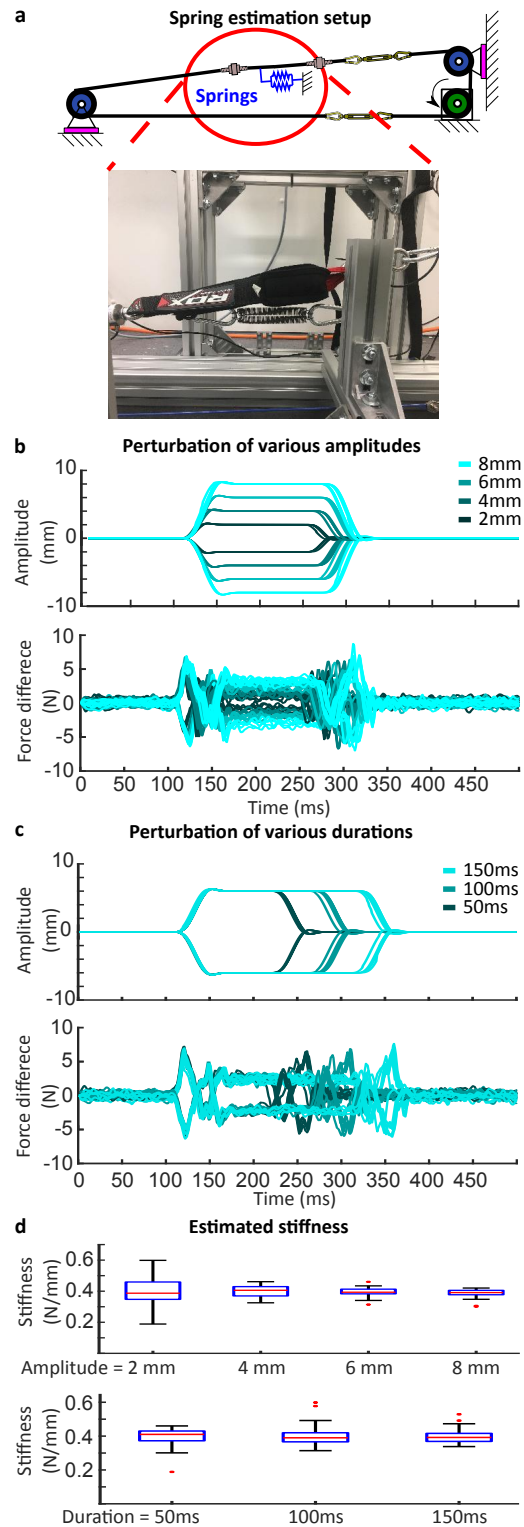 a
Spring estimation setup
Springs
RDX
b
Perturbation of various amplitudes
10
0
-10
Amplitude
(mm)
8mm
6mm
4mm
2mm
10
5
0
-5
-10
Force differece
(N)
0 50 100 150 200 250 300 350 400 450
Time (ms)
c
Perturbation of various durations
10
0
-10
Amplitude
(mm)
150ms
100ms
50ms
10
5
0
-5
-10
Force differece
(N)
0 50 100 150 200 250 300 350 400 450
Time (ms)
d
Estimated stiffness
Stiffness
(N/mm)
0.6
0.4
0.2
Amplitude = 2 mm 4 mm 6 mm 8 mm
Stiffness
(N/mm)
0.6
0.4
0.2
Duration = 50ms 100ms 150ms